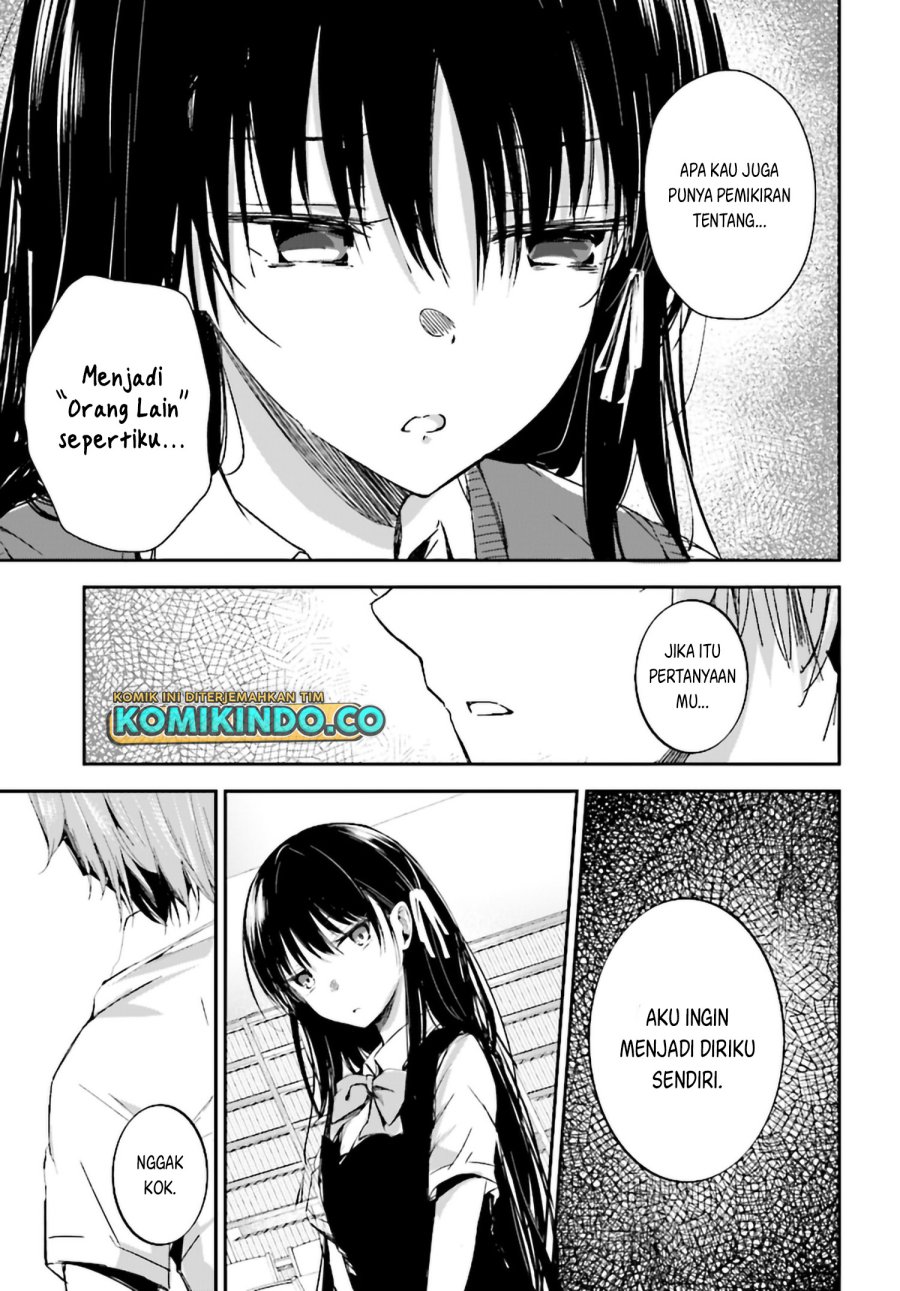 APA KAU JUGA
PUNYA PEMIKIRAN
TENTANG...
Menjadi
"Orang Lain"
sepertiku...
JIKA ITU
PERTANYAAN
MU...
KOMIK INI DITERJEMAHKAN TIM
KOMIKINDO.CO
AKU INGIN
MENJADI DIRIKU
SENDIRI.
NGGAK
KOK.